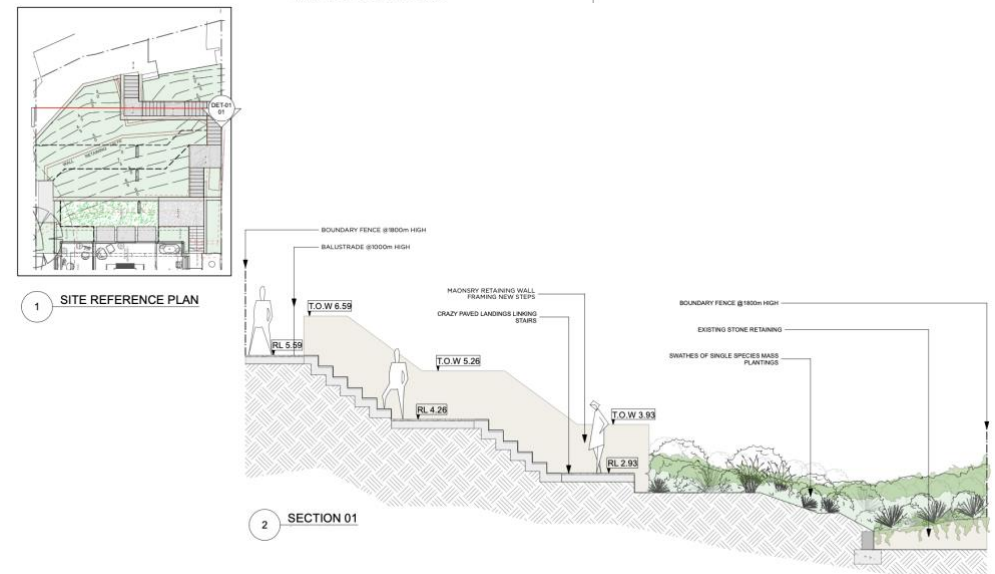 DET-01
01
WALL RETAINING
1
SITE REFERENCE PLAN
BOUNDARY FENCE @1800m HIGH
BALUSTRADE @1000m HIGH
T.O.W 6.59
RL 5.59
MAONSRY RETAINING WALL
FRAMING NEW STEPS
CRAZY PAVED LANDINGS LINKING
STAIRS
T.O.W 5.26
RL 4.26
T.O.W 3.93
RL 2.93
BOUNDARY FENCE @1800m HIGH
EXISTING STONE RETAINING
SWATHES OF SINGLE SPECIES MASS
PLANTINGS
2
SECTION 01